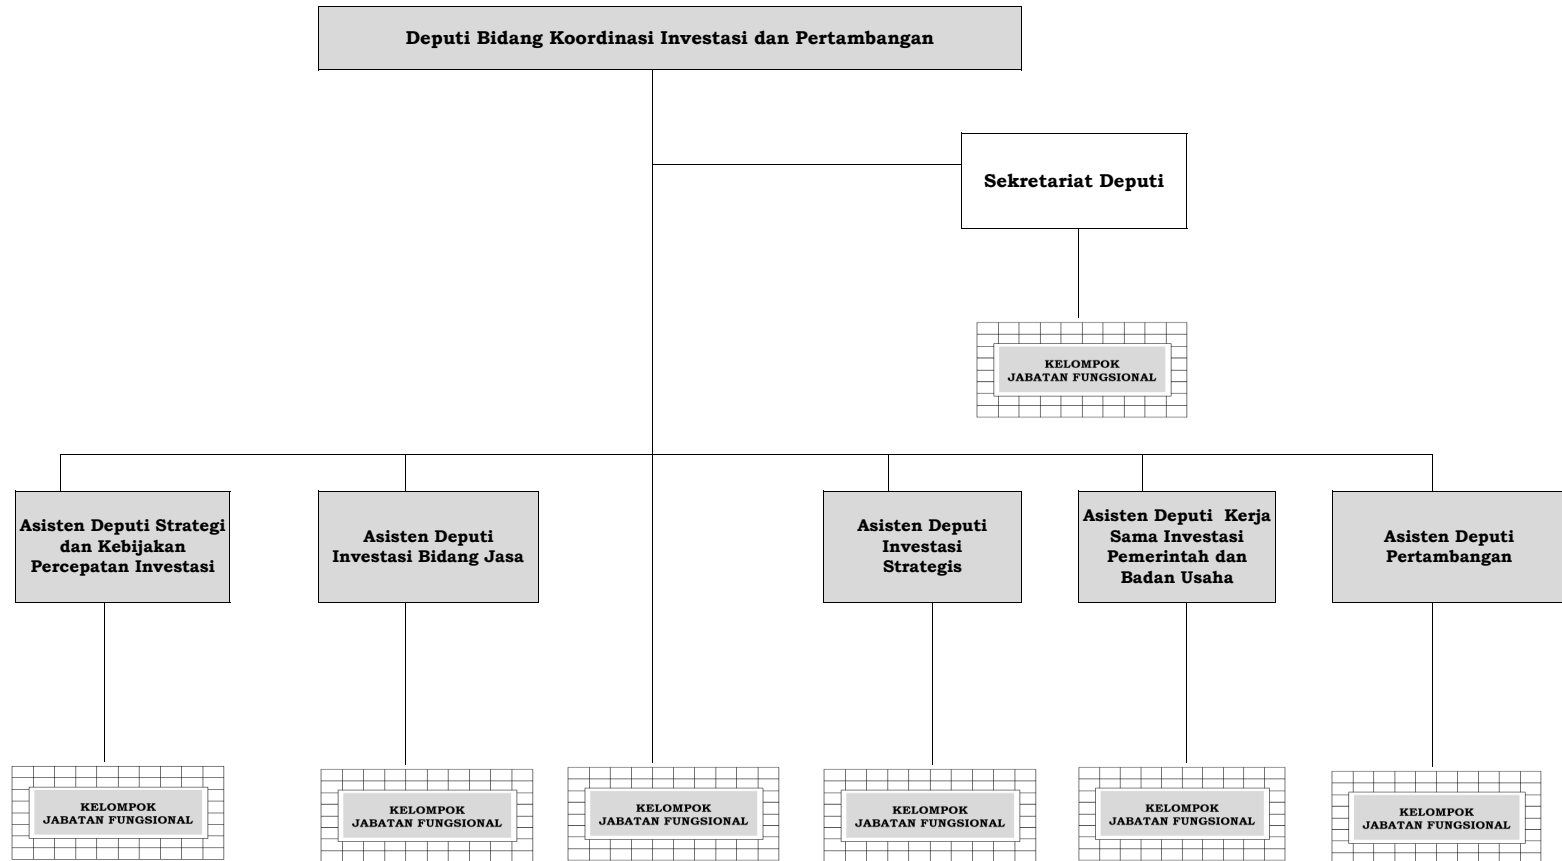 Deputi Bidang Koordinasi Investasi dan Pertambangan
Sekretariat Deputi
KELOMPOK
JABATAN FUNGSIONAL
Asisten Deputi Strategi
dan Kebijakan
Percepatan Investasi
Asisten Deputi
Investasi Bidang Jasa
Asisten Deputi
Investasi
Strategis
Asisten Deputi  Kerja
Sama Investasi
Pemerintah dan
Badan Usaha
Asisten Deputi
Pertambangan
KELOMPOK
JABATAN FUNGSIONAL
KELOMPOK
JABATAN FUNGSIONAL
KELOMPOK
JABATAN FUNGSIONAL
KELOMPOK
JABATAN FUNGSIONAL
KELOMPOK
JABATAN FUNGSIONAL
KELOMPOK
JABATAN FUNGSIONAL